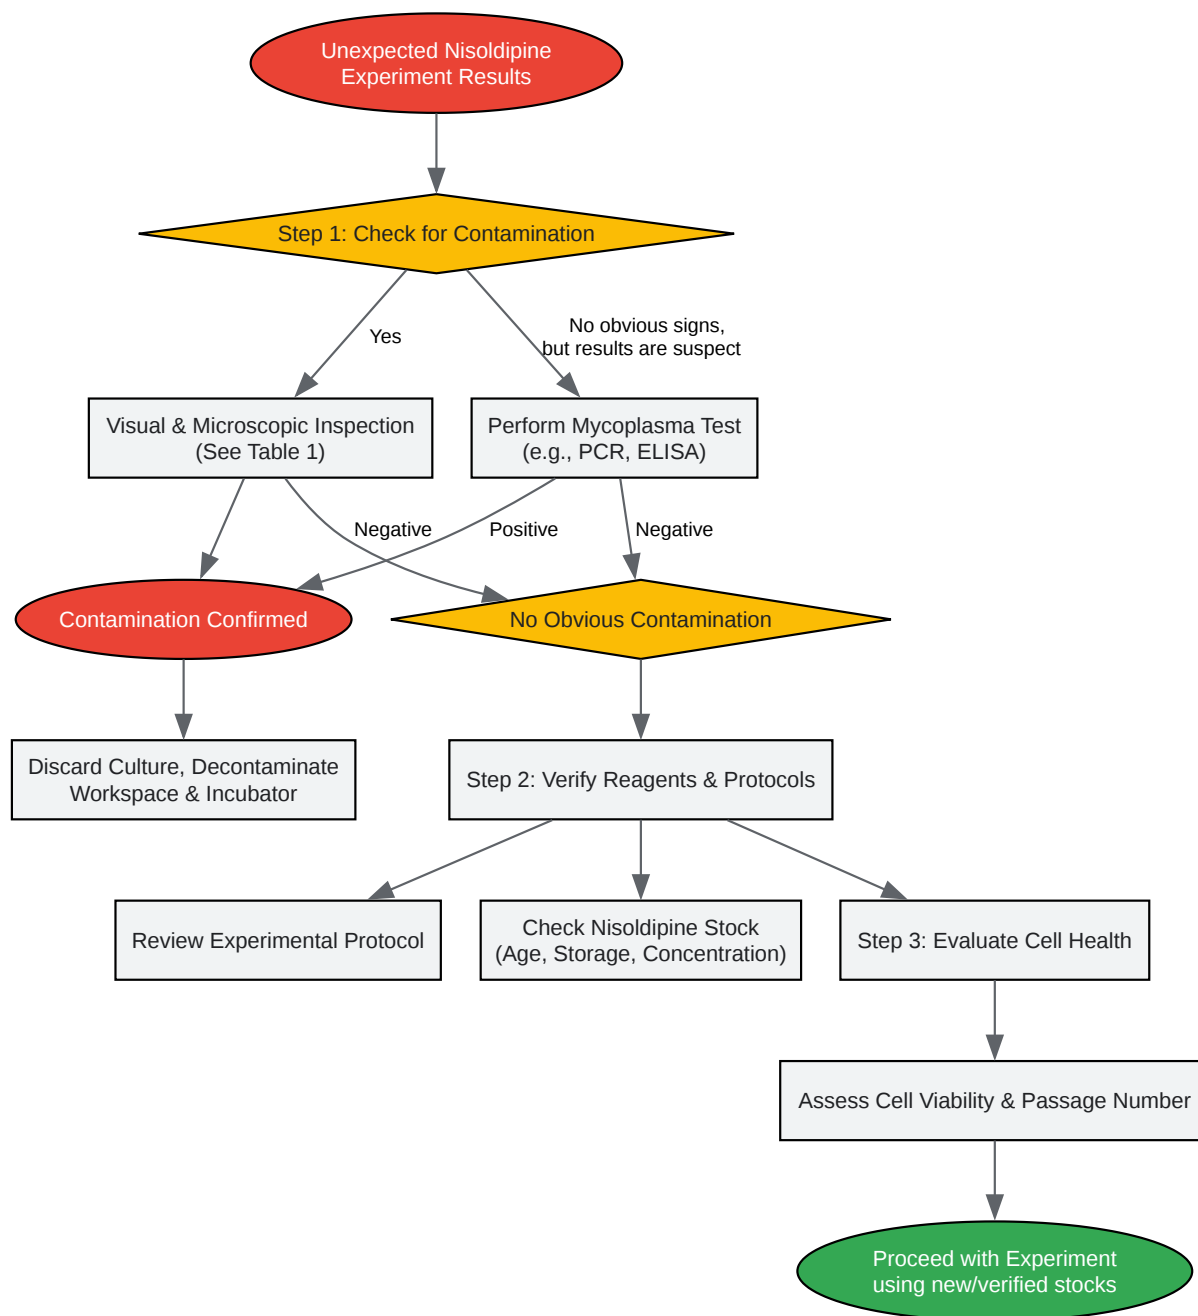 Unexpected Nisoldipine
Experiment Results
Step 1: Check for Contamination
Yes
No obvious signs,
but results are suspect
Visual & Microscopic Inspection
(See Table 1)
Perform Mycoplasma Test
(e.g., PCR, ELISA)
Negative
Positive
Negative
Contamination Confirmed
No Obvious Contamination
Discard Culture, Decontaminate
Workspace & Incubator
Step 2: Verify Reagents & Protocols
Review Experimental Protocol
Check Nisoldipine Stock
(Age, Storage, Concentration)
Step 3: Evaluate Cell Health
Assess Cell Viability & Passage Number
Proceed with Experiment
using new/verified stocks